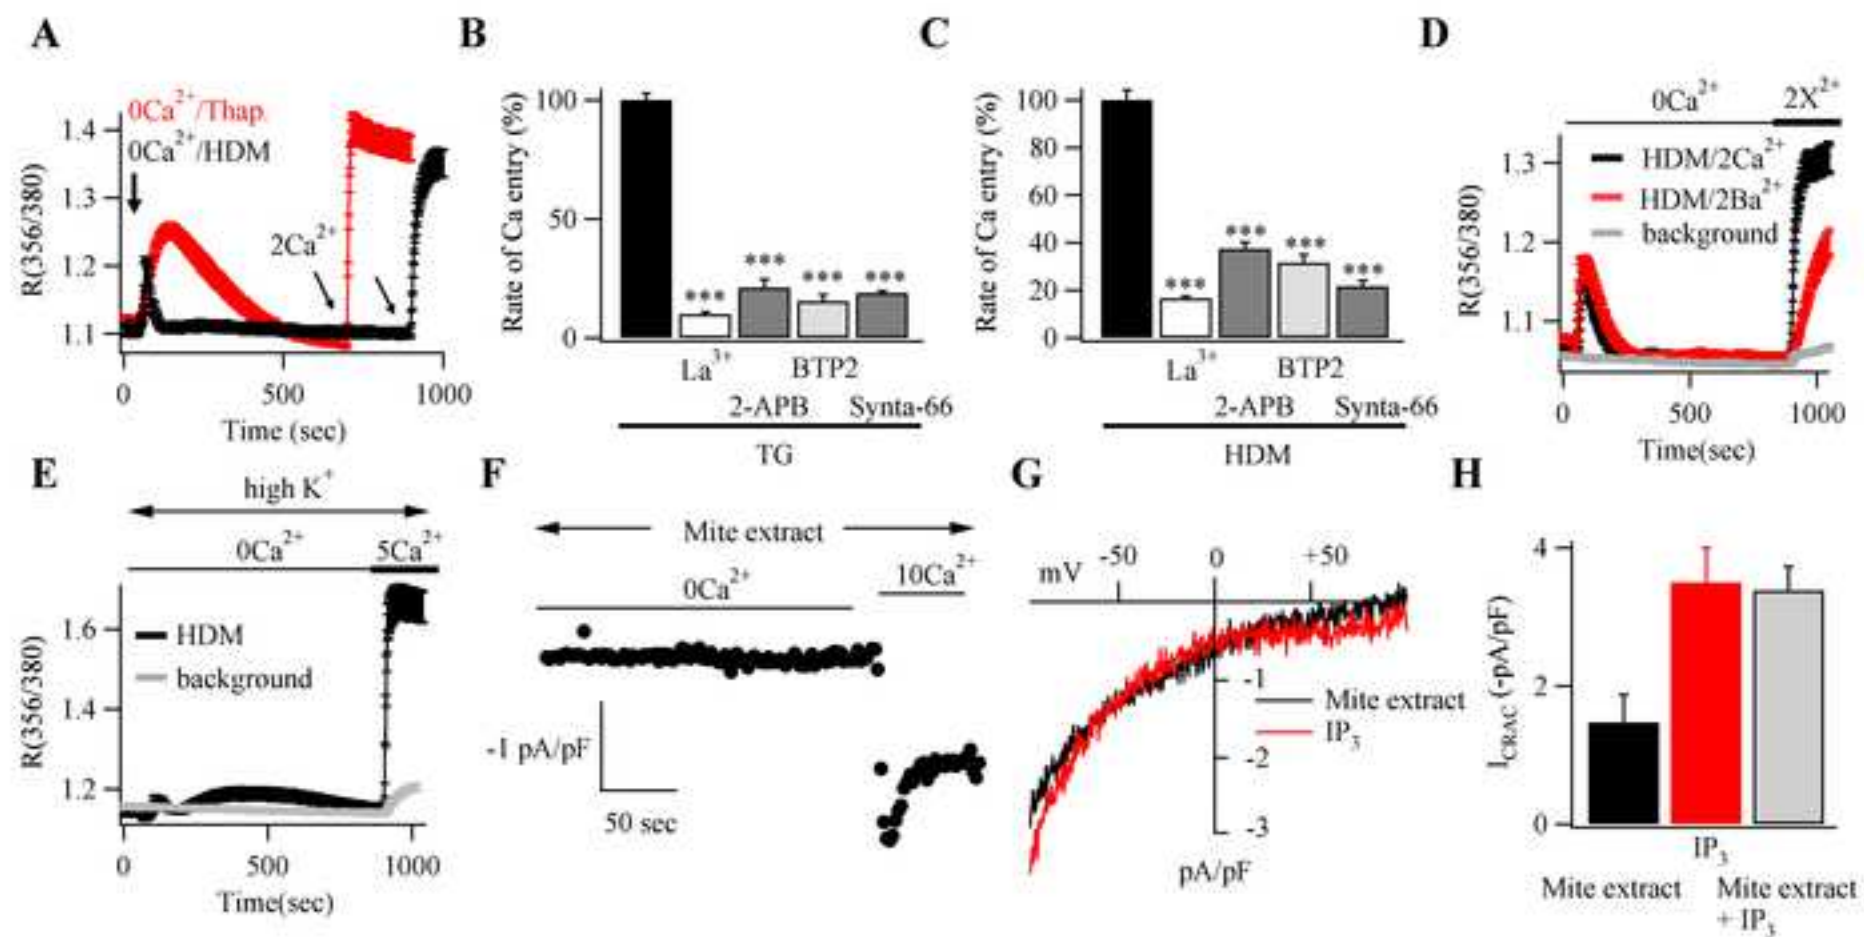 A
0Ca²⁺/Thap.
0Ca²⁺/HDM
2Ca²⁺
R(356/380)
1.4
1.3
1.2
1.1
0 500 1000
Time (sec)
B
Rate of Ca entry (%)
100
50
0
***
***
***
***
La³⁺ BTP2
2-APB Synta-66
TG
C
Rate of Ca entry (%)
100
80
60
40
20
0
***
***
***
***
La³⁺ BTP2
2-APB Synta-66
HDM
D
0Ca²⁺ 2X²⁺
HDM/2Ca²⁺
HDM/2Ba²⁺
background
R(356/380)
1.3
1.2
1.1
0 500 1000
Time(sec)
E
high K⁺
0Ca²⁺ 5Ca²⁺
HDM
background
R(356/380)
1.6
1.4
1.2
0 500 1000
Time(sec)
F
Mite extract
0Ca²⁺
10Ca²⁺
-1 pA/pF
50 sec
G
mV
-50 0 +50
-1
-2
-3
Mite extract
IP₃
pA/pF
H
I_CRAC (-pA/pF)
4
2
0
IP₃
Mite extract Mite extract
+ IP₃